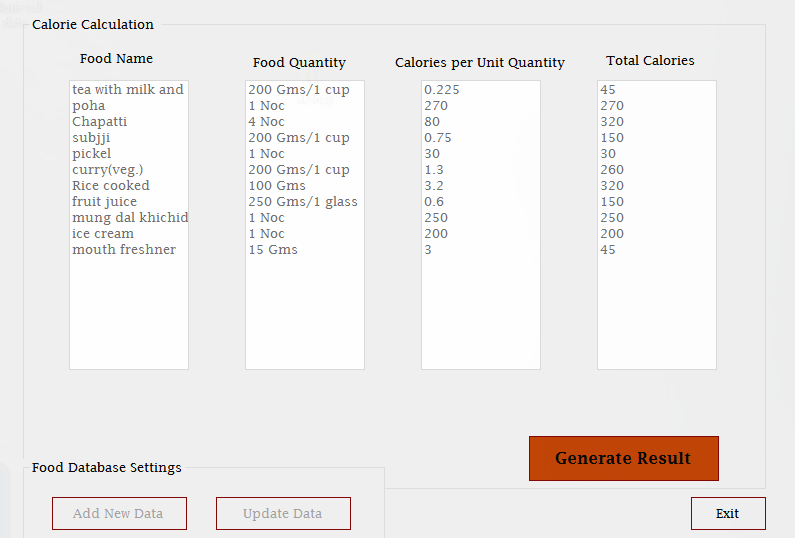 Calorie Calculation
Food Name Food Quantity Calories per Unit Quantity Total Calories
tea with milk and 200 Gms/1 cup 0.225 45
poha 1 Noc 270 270
Chapatti 4 Noc 80 320
subjji 200 Gms/1 cup 0.75 150
pickel 1 Noc 30 30
curry(veg.) 200 Gms/1 cup 1.3 260
Rice cooked 100 Gms 3.2 320
fruit juice 250 Gms/1 glass 0.6 150
mung dal khichid 1 Noc 250 250
ice cream 1 Noc 200 200
mouth freshner 15 Gms 3 45
Generate Result
Food Database Settings
Add New Data Update Data Exit